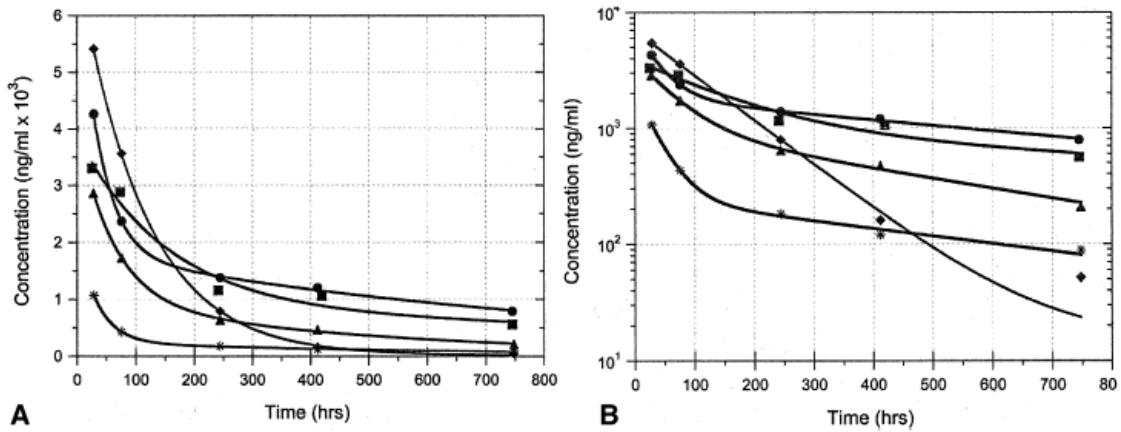 6
5
4
3
2
1
0
Concentration (ng/ml x 10³)
0 100 200 300 400 500 600 700 800
Time (hrs)
A
10⁴
10³
10²
10¹
Concentration (ng/ml)
0 100 200 300 400 500 600 700 80
Time (hrs)
B